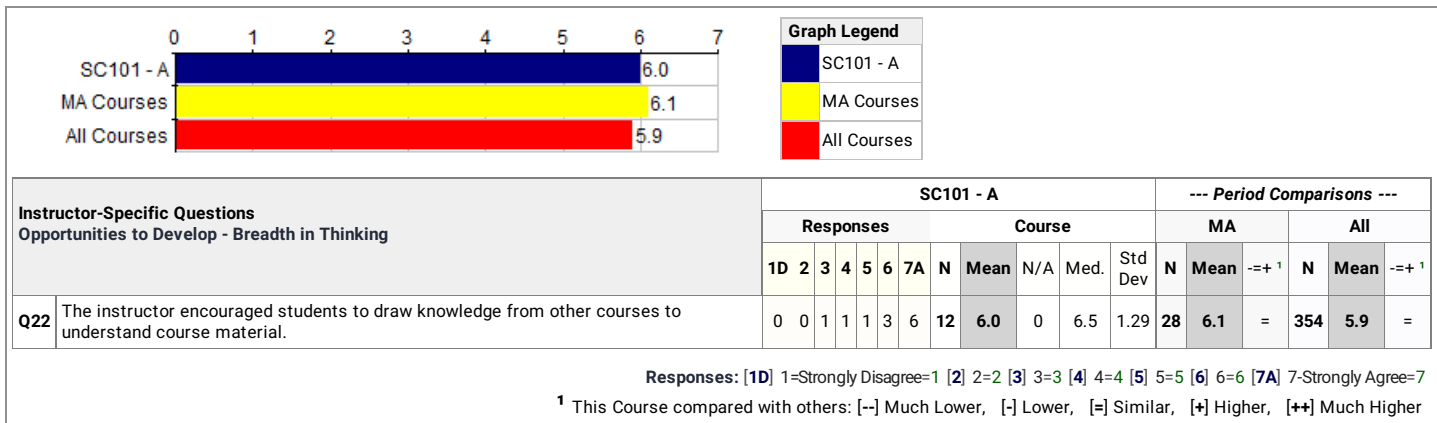 0 1 2 3 4 5 6 7
SC101 - A 6.0
MA Courses 6.1
All Courses 5.9
Graph Legend
SC101 - A
MA Courses
All Courses
Instructor-Specific Questions
Opportunities to Develop - Breadth in Thinking
SC101 - A
--- Period Comparisons ---
Responses Course MA All
1D 2 3 4 5 6 7A N Mean N/A Med. Std Dev N Mean -=+ ¹ N Mean -=+ ¹
Q22 The instructor encouraged students to draw knowledge from other courses to
understand course material.
0 0 1 1 1 3 6 12 6.0 0 6.5 1.29 28 6.1 = 354 5.9 =
Responses: [1D] 1=Strongly Disagree=1 [2] 2=2 [3] 3=3 [4] 4=4 [5] 5=5 [6] 6=6 [7A] 7-Strongly Agree=7
¹ This Course compared with others: [--] Much Lower, [-] Lower, [=] Similar, [+] Higher, [++] Much Higher